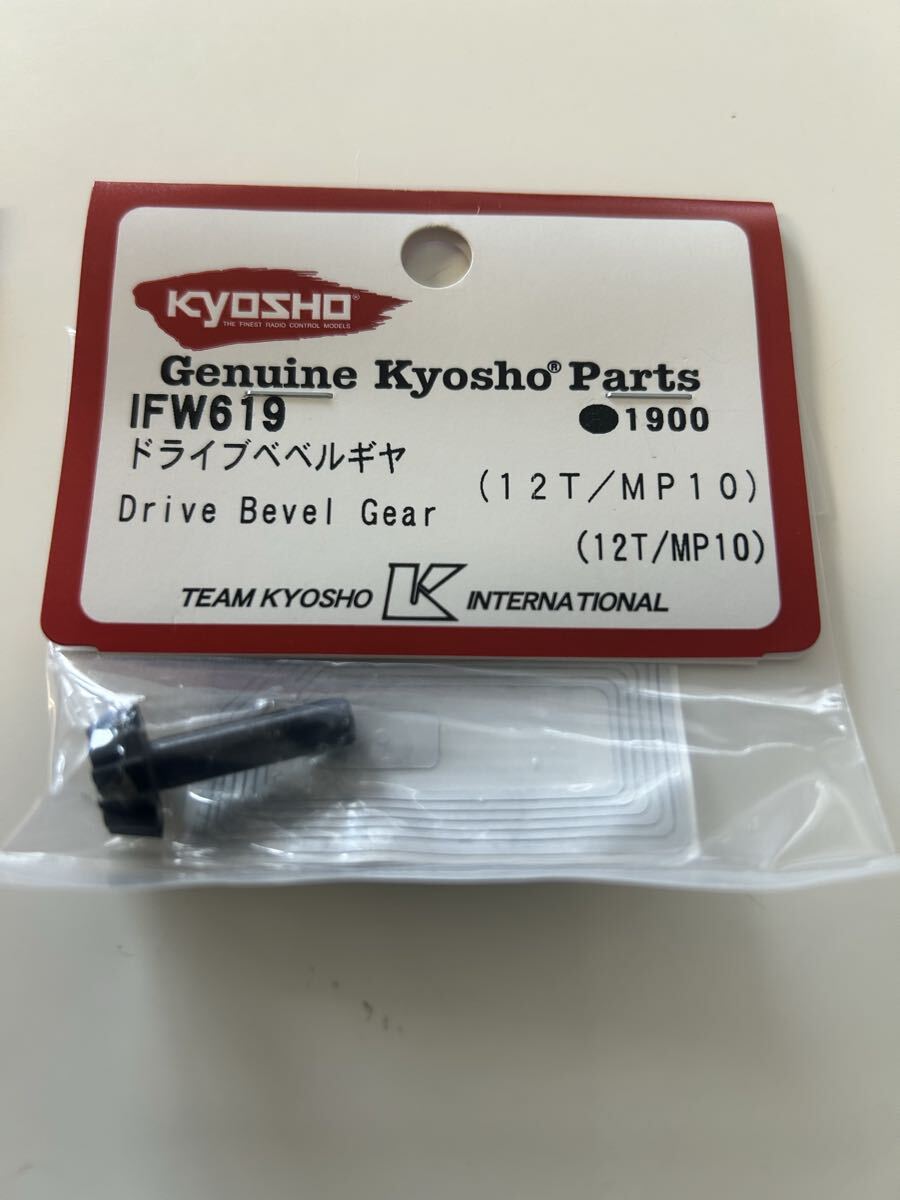 KYOSHO®
THE FINEST RADIO CONTROL MODELS
Genuine Kyosho® Parts
IFW619 ●1900
ドライブベベルギヤ
(12T/MP10)
Drive Bevel Gear
(12T/MP10)
TEAM KYOSHO K INTERNATIONAL